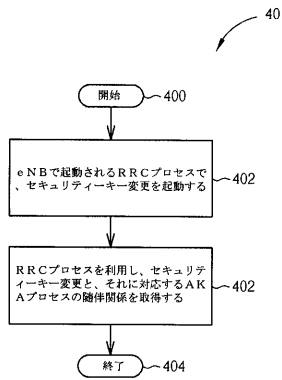 40
開始
400
eNBで起動されるRRCプロセスで
、セキュリティーキー変更を起動する
402
RRCプロセスを利用し、セキュリテ
ィーキー変更と、それに対応するAK
Aプロセスの随伴関係を取得する
402
終了
404